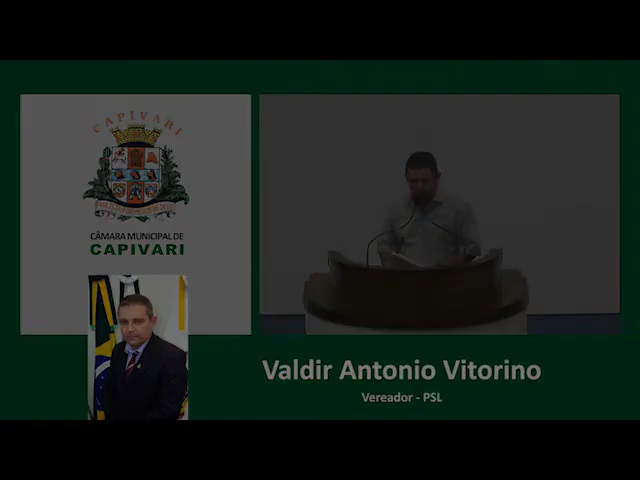 CAPIVARI
CÂMARA MUNICIPAL DE
CAPIVARI
Valdir Antonio Vitorino
Vereador - PSL